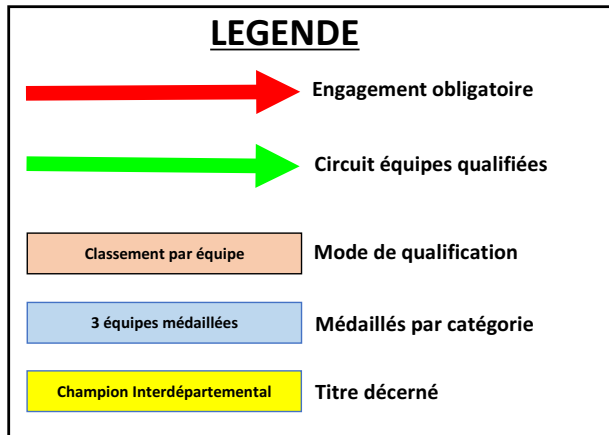 LEGENDE
Engagement obligatoire
Circuit équipes qualifiées
Classement par équipe Mode de qualification
3 équipes médaillées Médaillés par catégorie
Champion Interdépartemental Titre décerné